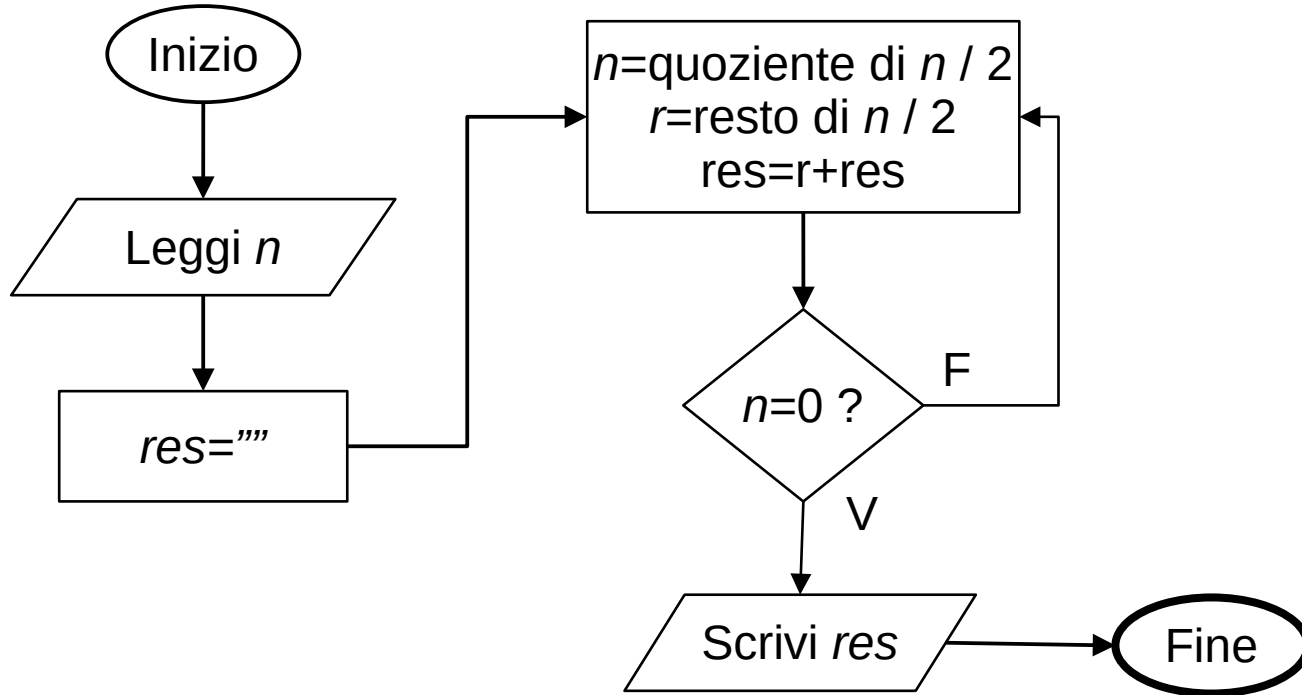 Inizio
Leggi n
res=””
n=quoziente di n / 2
r=resto di n / 2
res=r+res
n=0 ?
F
V
Scrivi res
Fine